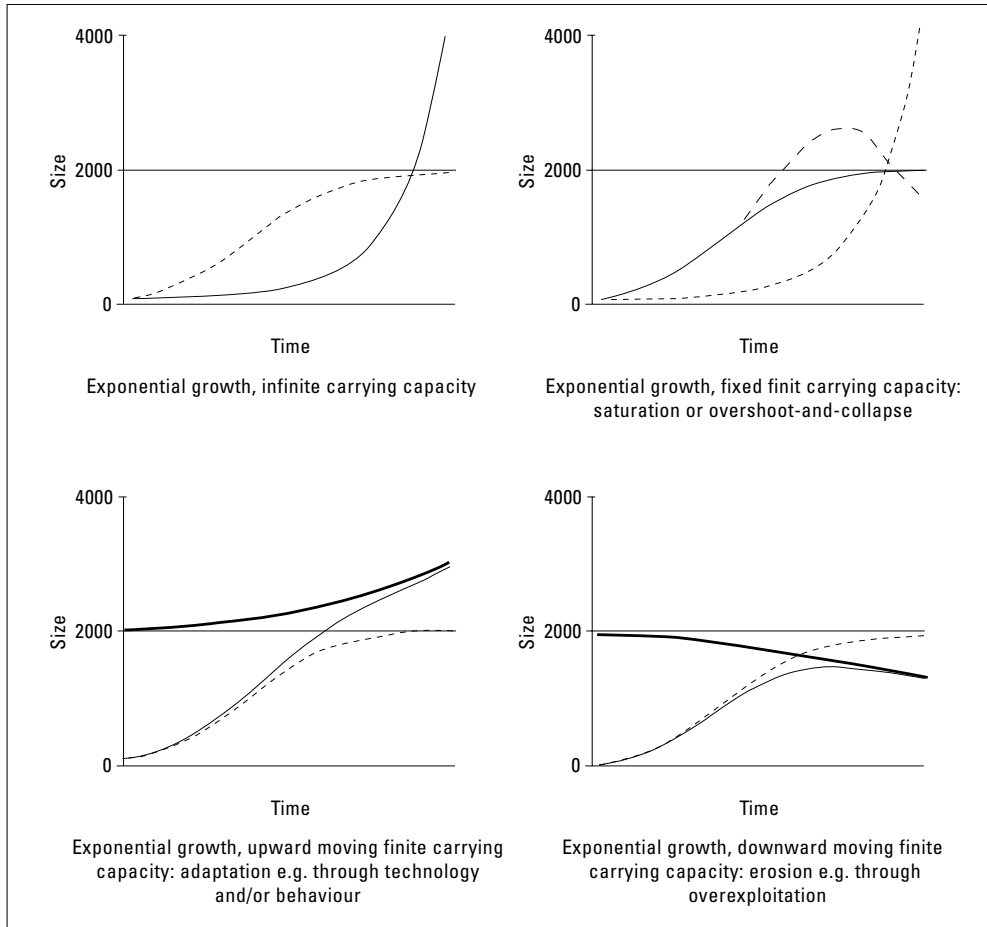 4000
2000
0
Size
Time
Exponential growth, infinite carrying capacity
4000
2000
0
Size
Time
Exponential growth, fixed finit carrying capacity:
saturation or overshoot-and-collapse
4000
2000
0
Size
Time
Exponential growth, upward moving finite carrying
capacity: adaptation e.g. through technology
and/or behaviour
4000
2000
0
Size
Time
Exponential growth, downward moving finite
carrying capacity: erosion e.g. through
overexploitation